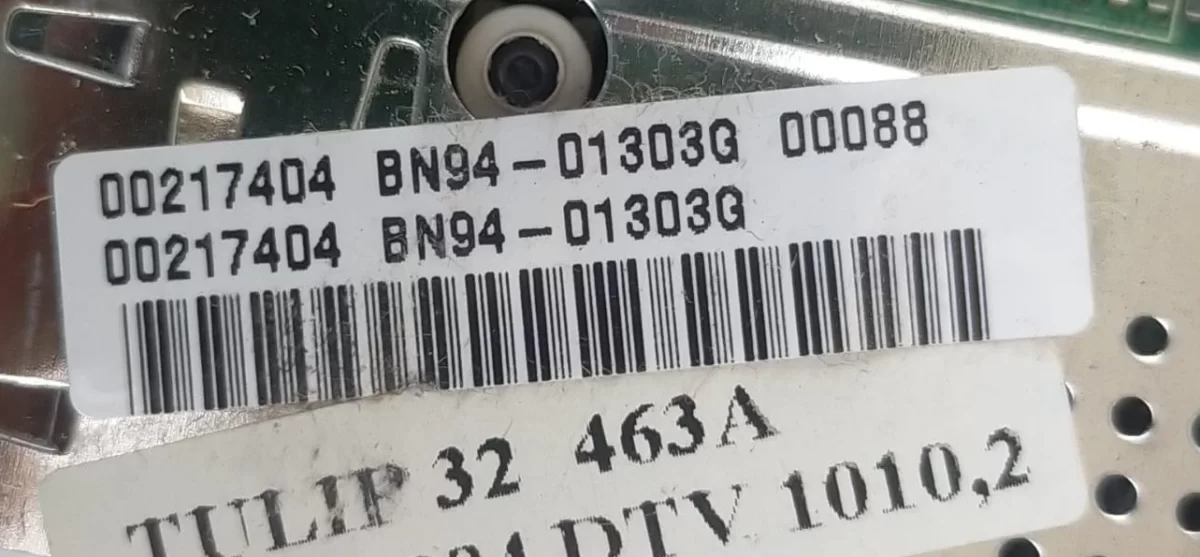 00217404 BN94-01303G 00088
00217404 BN94-01303G
TULIP 32 463A
DTV 1010,2